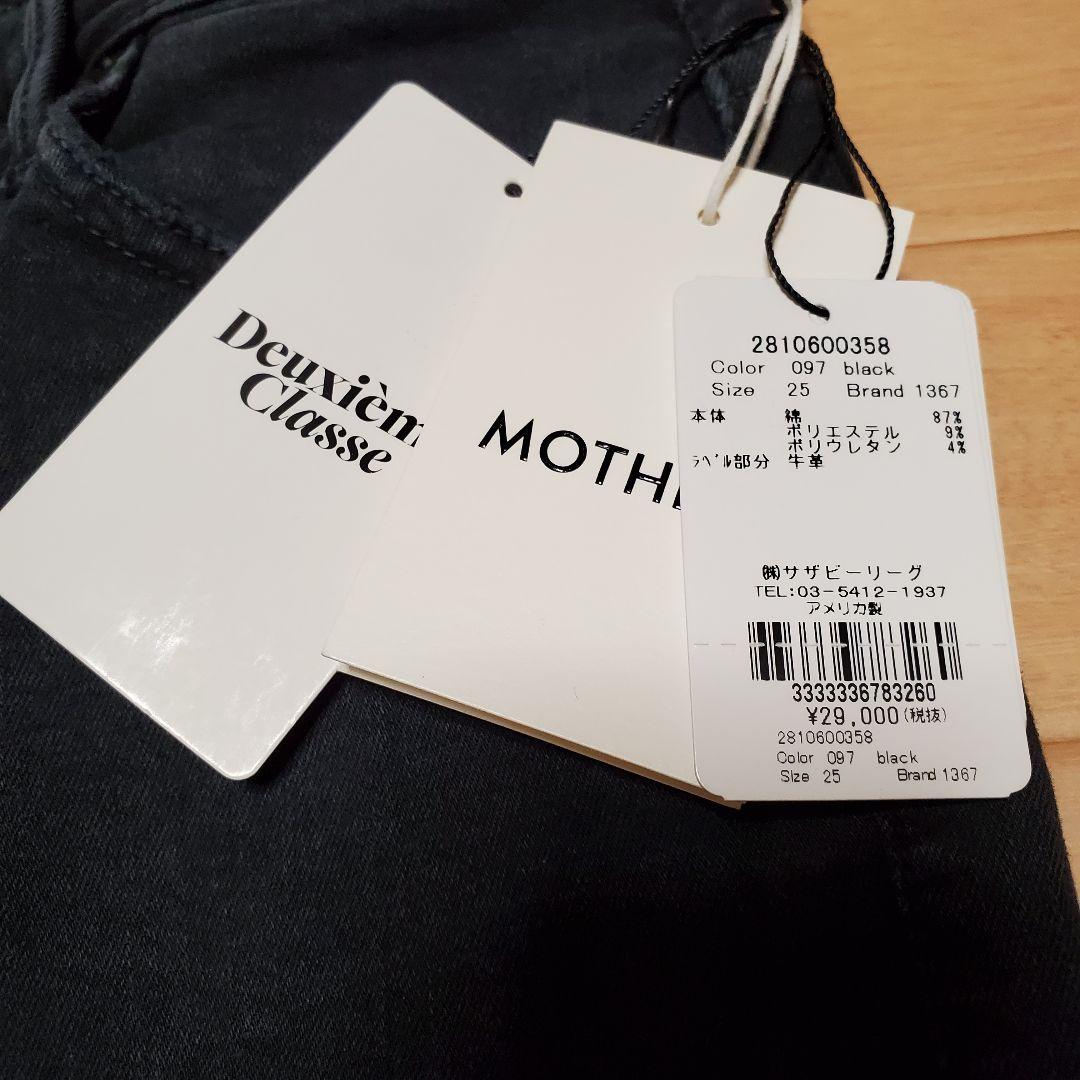 Deuxièm
Classe
MOTH
2810600358
Color 097 black
Size 25 Brand 1367
本体 綿 87%
ポリエステル 9%
ポリウレタン 4%
ﾗﾍﾞﾙ部分 牛革
㈱サザビーリーグ
TEL:03-5412-1937
アメリカ製
3333336783260
¥29,000(税抜)
2810600358
Color 097 black
Size 25 Brand 1367